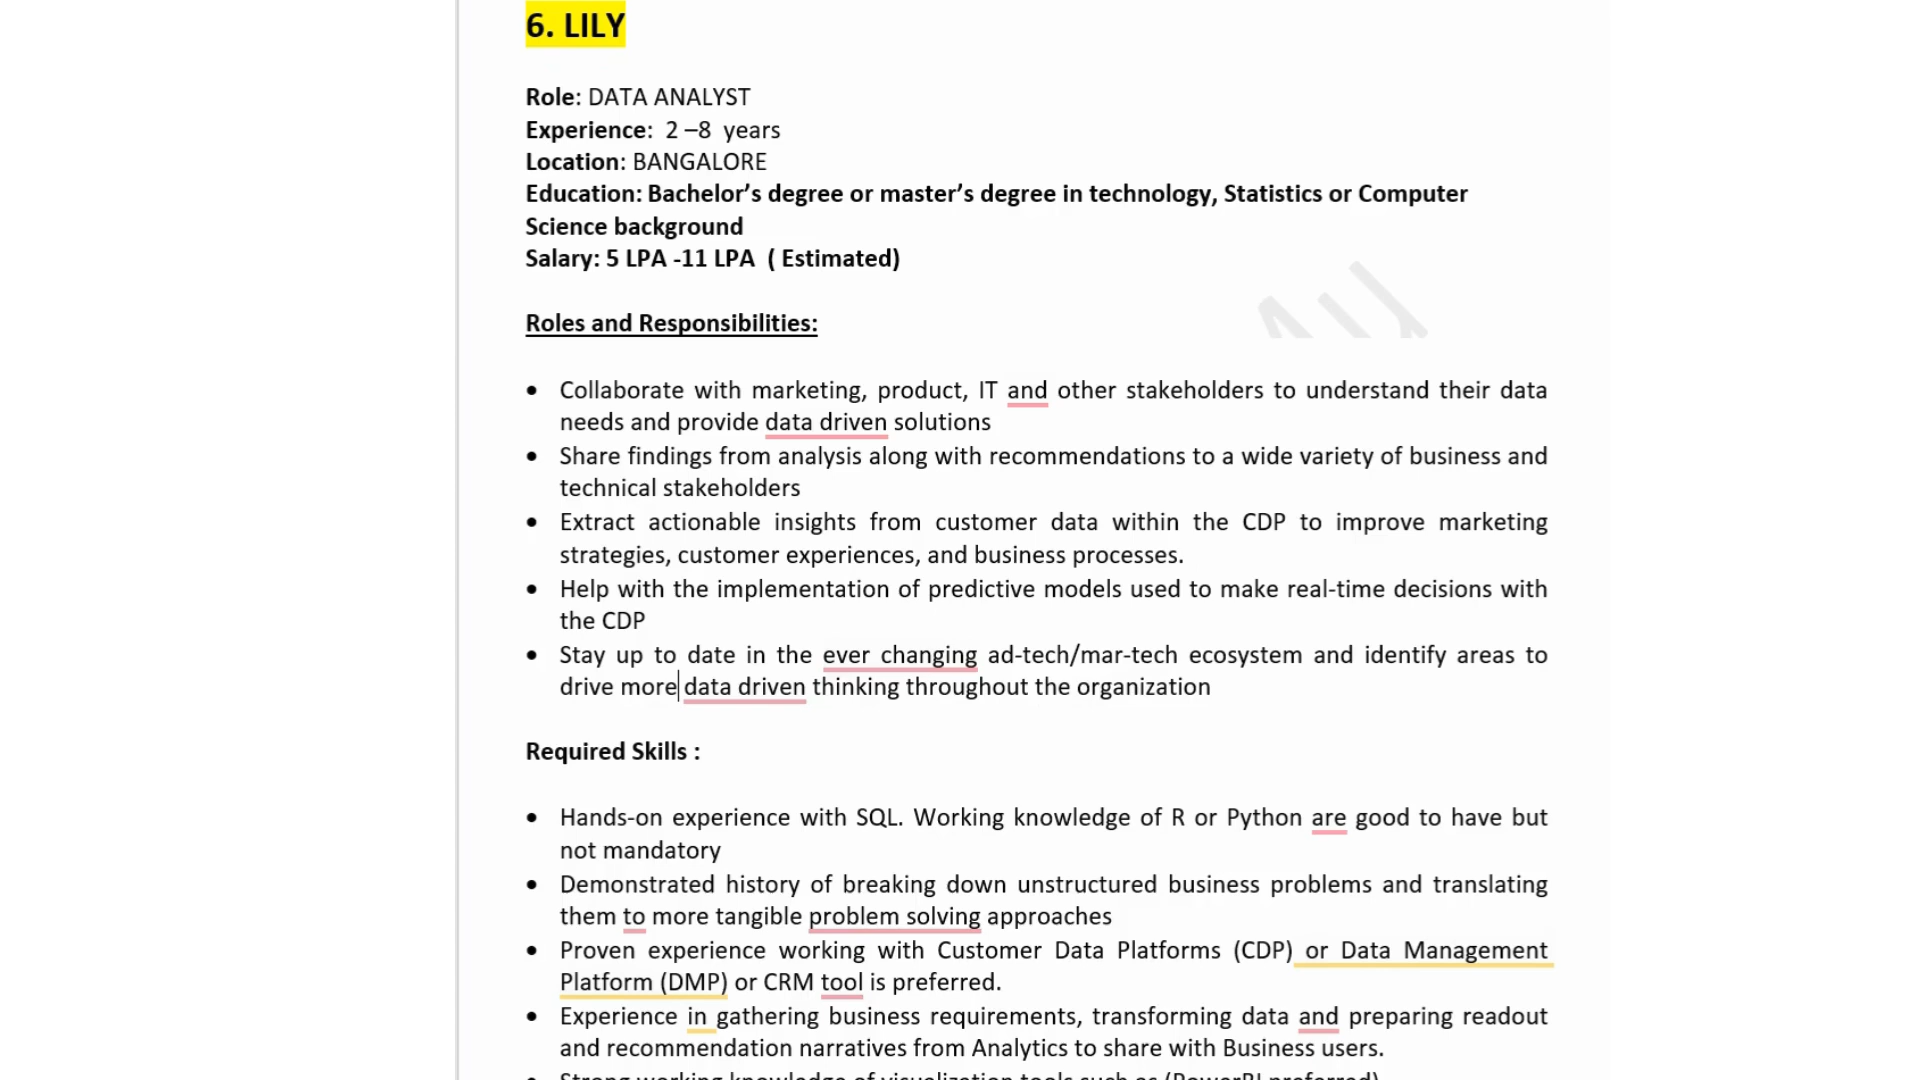 6. LILY
Role: DATA ANALYST
Experience:  2 –8  years
Location: BANGALORE
Education: Bachelor’s degree or master’s degree in technology, Statistics or Computer
Science background
Salary: 5 LPA -11 LPA  ( Estimated)
Roles and Responsibilities:
• Collaborate with marketing, product, IT and other stakeholders to understand their data
needs and provide data driven solutions
• Share findings from analysis along with recommendations to a wide variety of business and
technical stakeholders
• Extract actionable insights from customer data within the CDP to improve marketing
strategies, customer experiences, and business processes.
• Help with the implementation of predictive models used to make real-time decisions with
the CDP
• Stay up to date in the ever changing ad-tech/mar-tech ecosystem and identify areas to
drive more data driven thinking throughout the organization
Required Skills :
• Hands-on experience with SQL. Working knowledge of R or Python are good to have but
not mandatory
• Demonstrated history of breaking down unstructured business problems and translating
them to more tangible problem solving approaches
• Proven experience working with Customer Data Platforms (CDP) or Data Management
Platform (DMP) or CRM tool is preferred.
• Experience in gathering business requirements, transforming data and preparing readout
and recommendation narratives from Analytics to share with Business users.
• Strong working knowledge of visualization tools such as (PowerBI preferred)